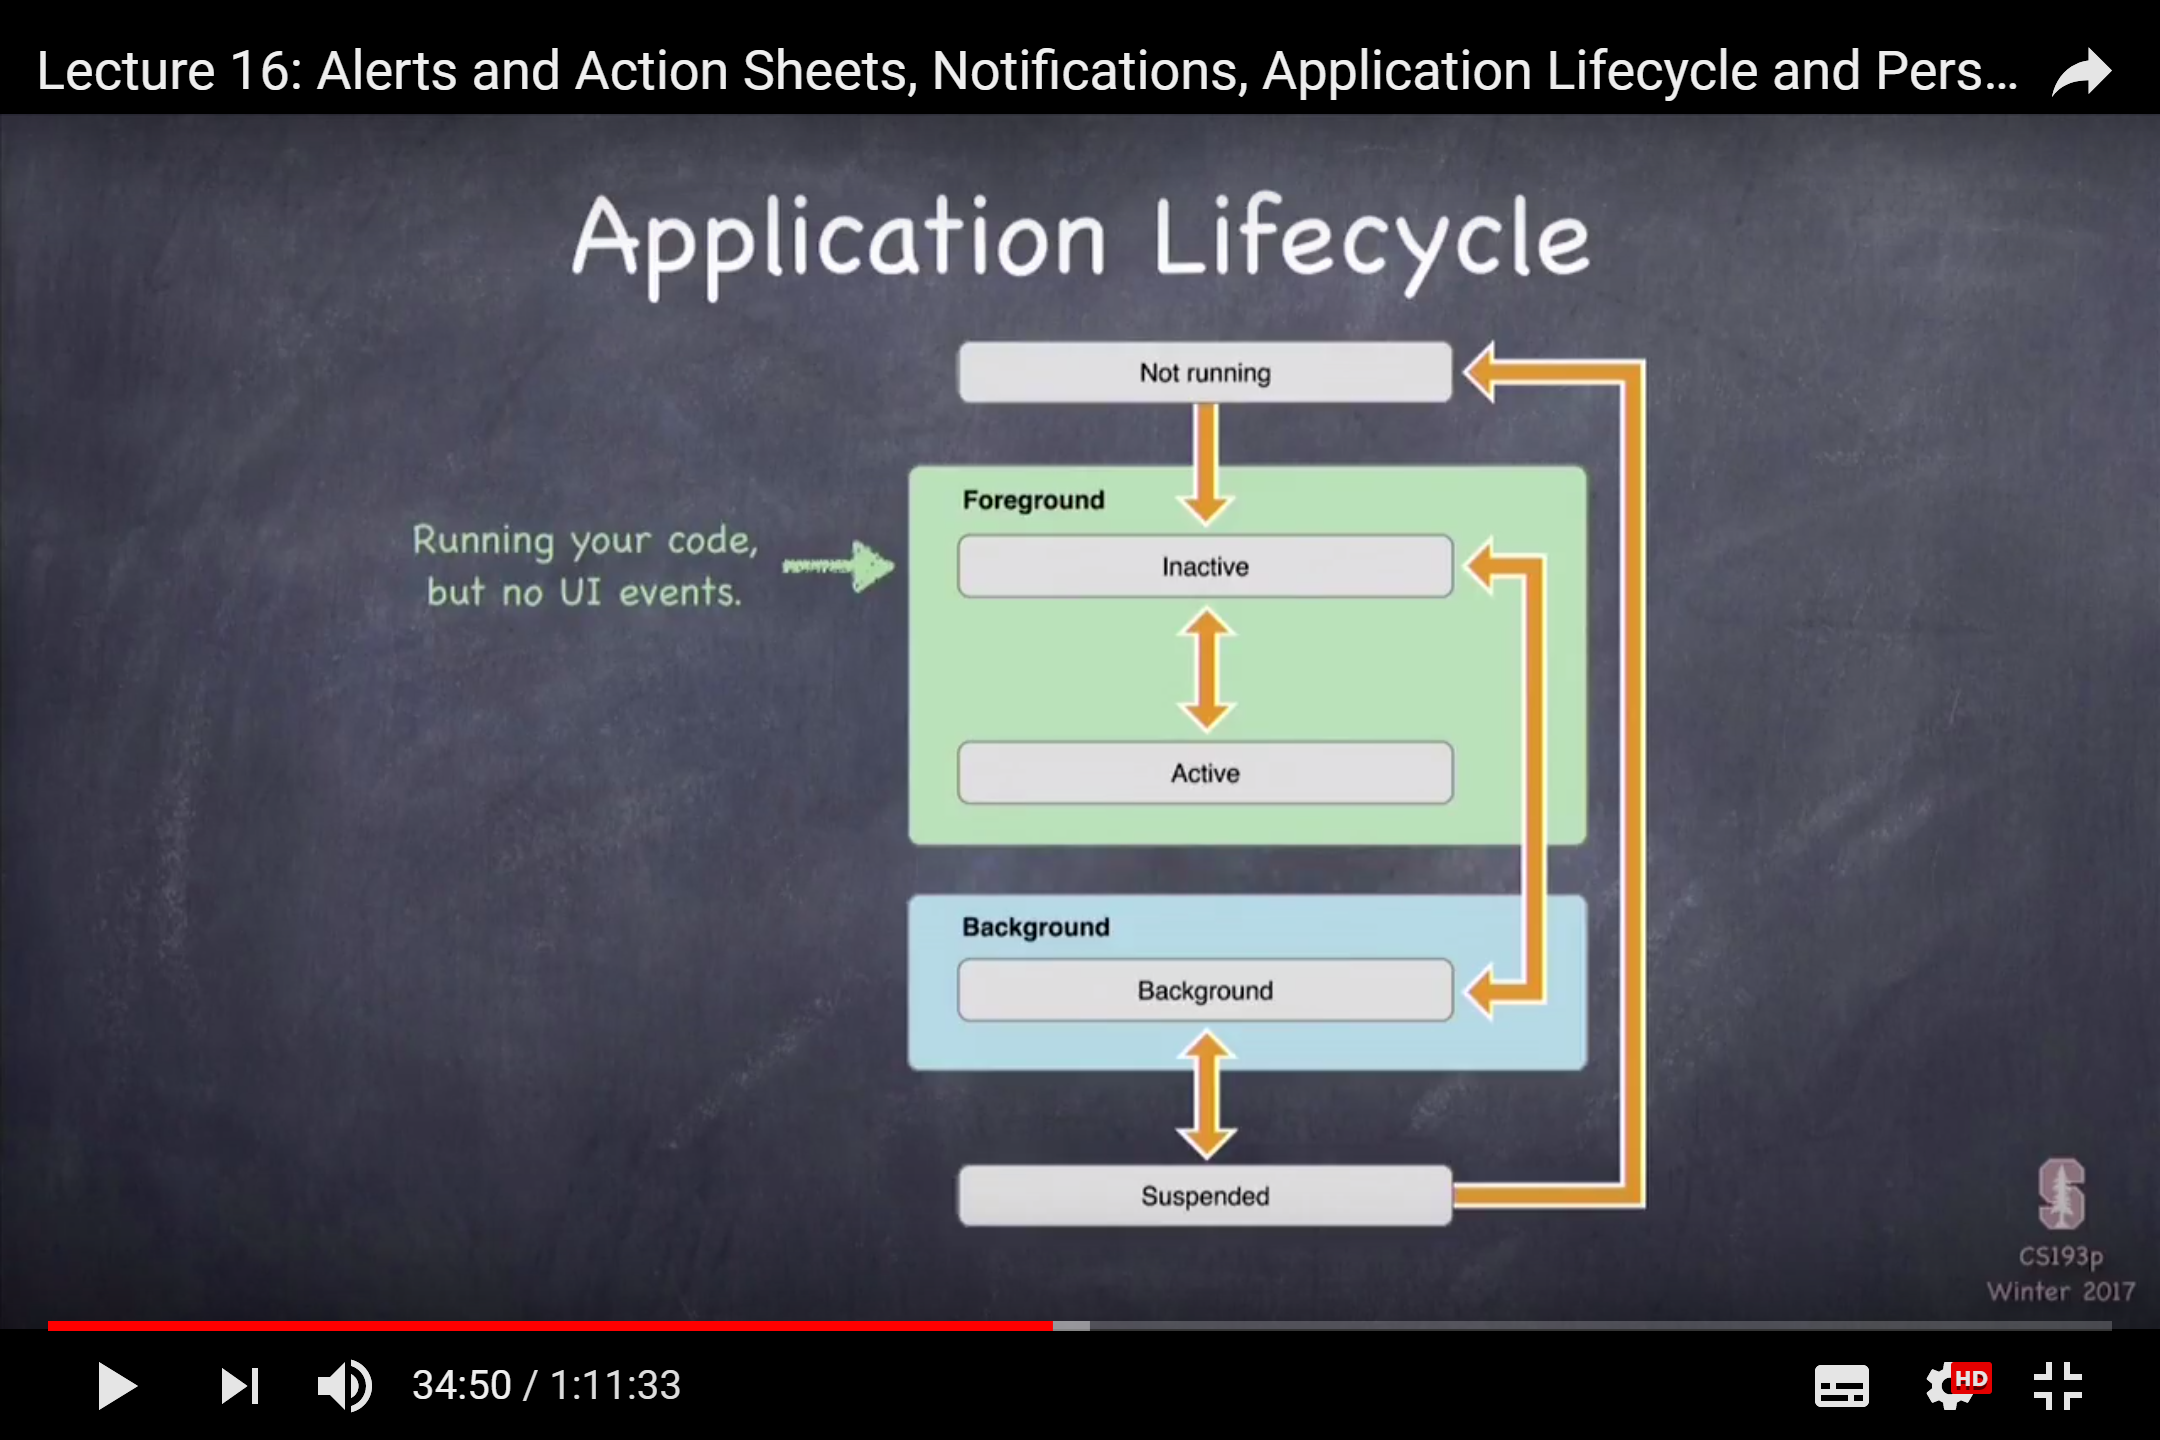 Lecture 16: Alerts and Action Sheets, Notifications, Application Lifecycle and Pers...
Application Lifecycle
Not running
Foreground
Running your code,
but no UI events.
Inactive
Active
Background
Background
Suspended
S
CS193p
Winter 2017
34:50 / 1:11:33
HD